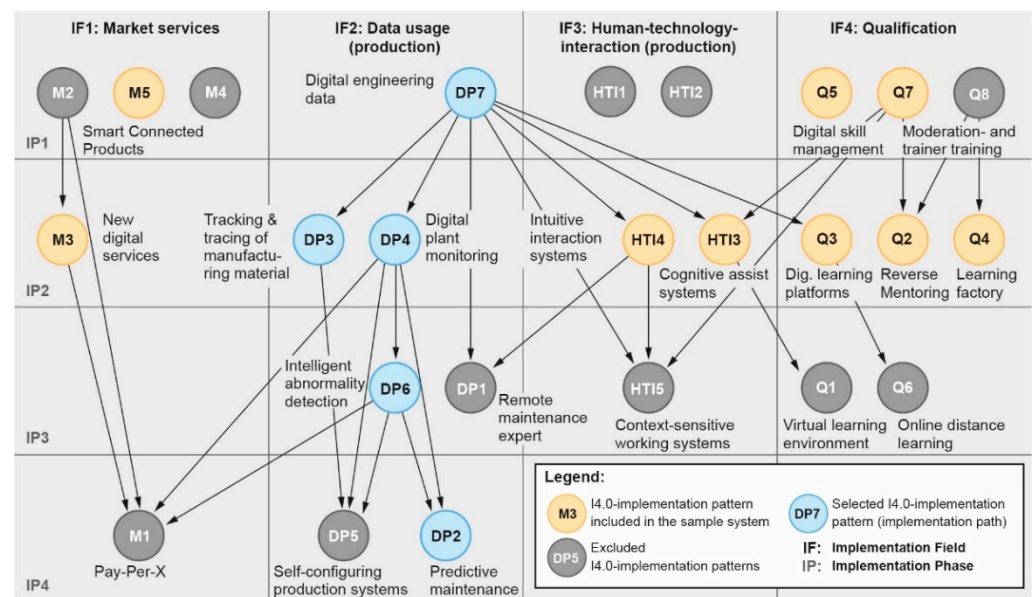 IF1: Market services
IF2: Data usage
(production)
IF3: Human-technology-
interaction (production)
IF4: Qualification
M2
M5
M4
Smart Connected
Products
Digital engineering
data
DP7
HTI1
HTI2
Q5
Q7
Q8
Digital skill
management
Moderation- and
trainer training
IP1
M3
New
digital
services
Tracking &
tracing of
manufactu-
ring material
DP3
DP4
Digital
plant
monitoring
Intuitive
interaction
systems
HTI4
HTI3
Cognitive assist
systems
Q3
Q2
Q4
Dig. learning
platforms
Reverse
Mentoring
Learning
factory
IP2
Intelligent
abnormality
detection
DP6
DP1
Remote
maintenance
expert
HTI5
Context-sensitive
working systems
Q1
Q6
Virtual learning
environment
Online distance
learning
IP3
M1
Pay-Per-X
DP5
Self-configuring
production systems
DP2
Predictive
maintenance
IP4
Legend:
M3
I4.0-implementation pattern
included in the sample system
DP7
Selected I4.0-implementation
pattern (implementation path)
DP5
Excluded
I4.0-implementation patterns
IF: Implementation Field
IP: Implementation Phase